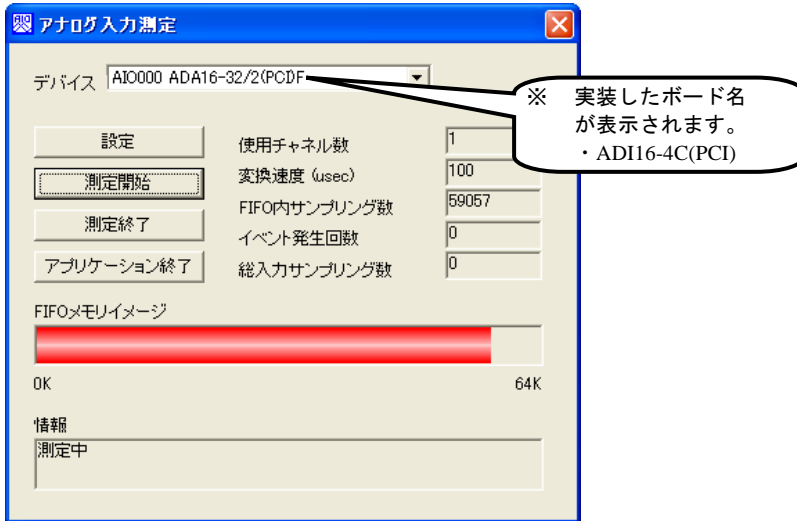 アナログ入力測定
デバイス AIO000 ADA16-32/2(PCI)F
※ 実装したボード名
が表示されます。
・ADI16-4C(PCI)
設定
測定開始
測定終了
アプリケーション終了
使用チャネル数 1
変換速度 (usec) 100
FIFO内サンプリング数 59057
イベント発生回数 0
総入力サンプリング数 0
FIFOメモリイメージ
0K 64K
情報
測定中